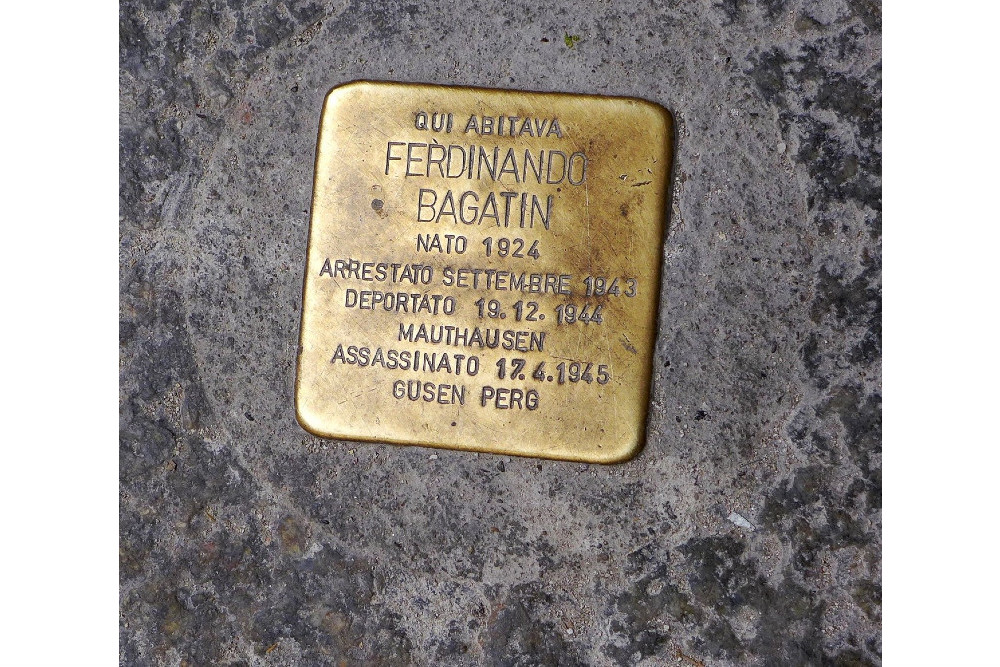 QUI ABITAVA
FERDINANDO
BAGATIN
NATO 1924
ARRESTATO SETTEMBRE 1943
DEPORTATO 19.12.1944
MAUTHAUSEN
ASSASSINATO 17.4.1945
GUSEN PERG